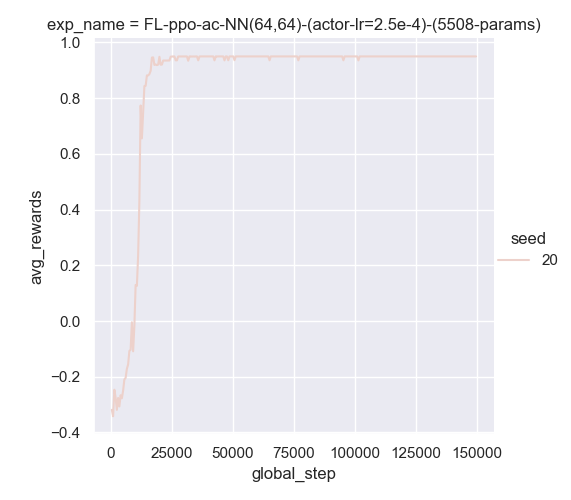 exp_name = FL-ppo-ac-NN(64,64)-(actor-lr=2.5e-4)-(5508-params)
1.0
0.8
0.6
0.4
0.2
0.0
−0.2
−0.4
avg_rewards
0 25000 50000 75000 100000 125000 150000
global_step
seed
20